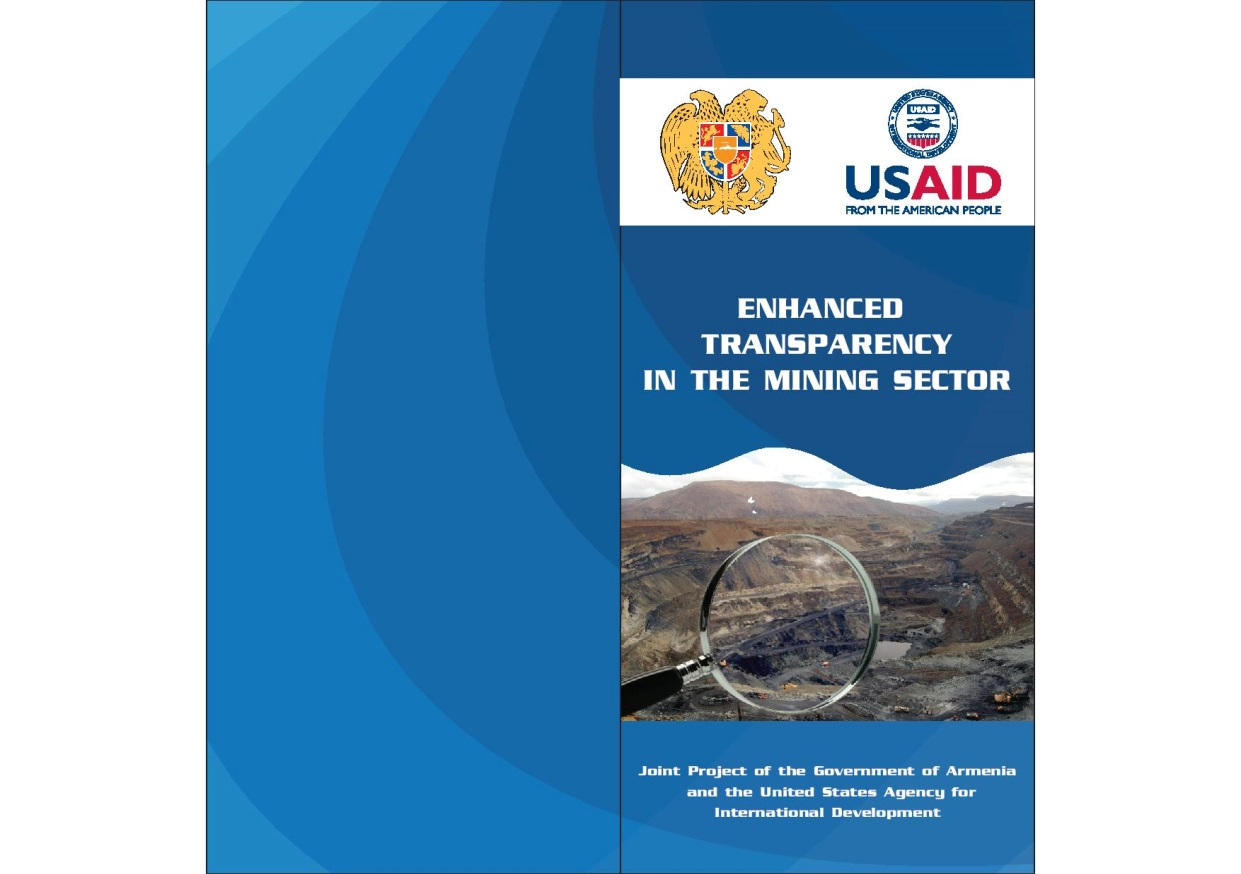 USAID
USAID
FROM THE AMERICAN PEOPLE
ENHANCED
TRANSPARENCY
IN THE MINING SECTOR
Joint Project of the Government of Armenia
and the United States Agency for
International Development